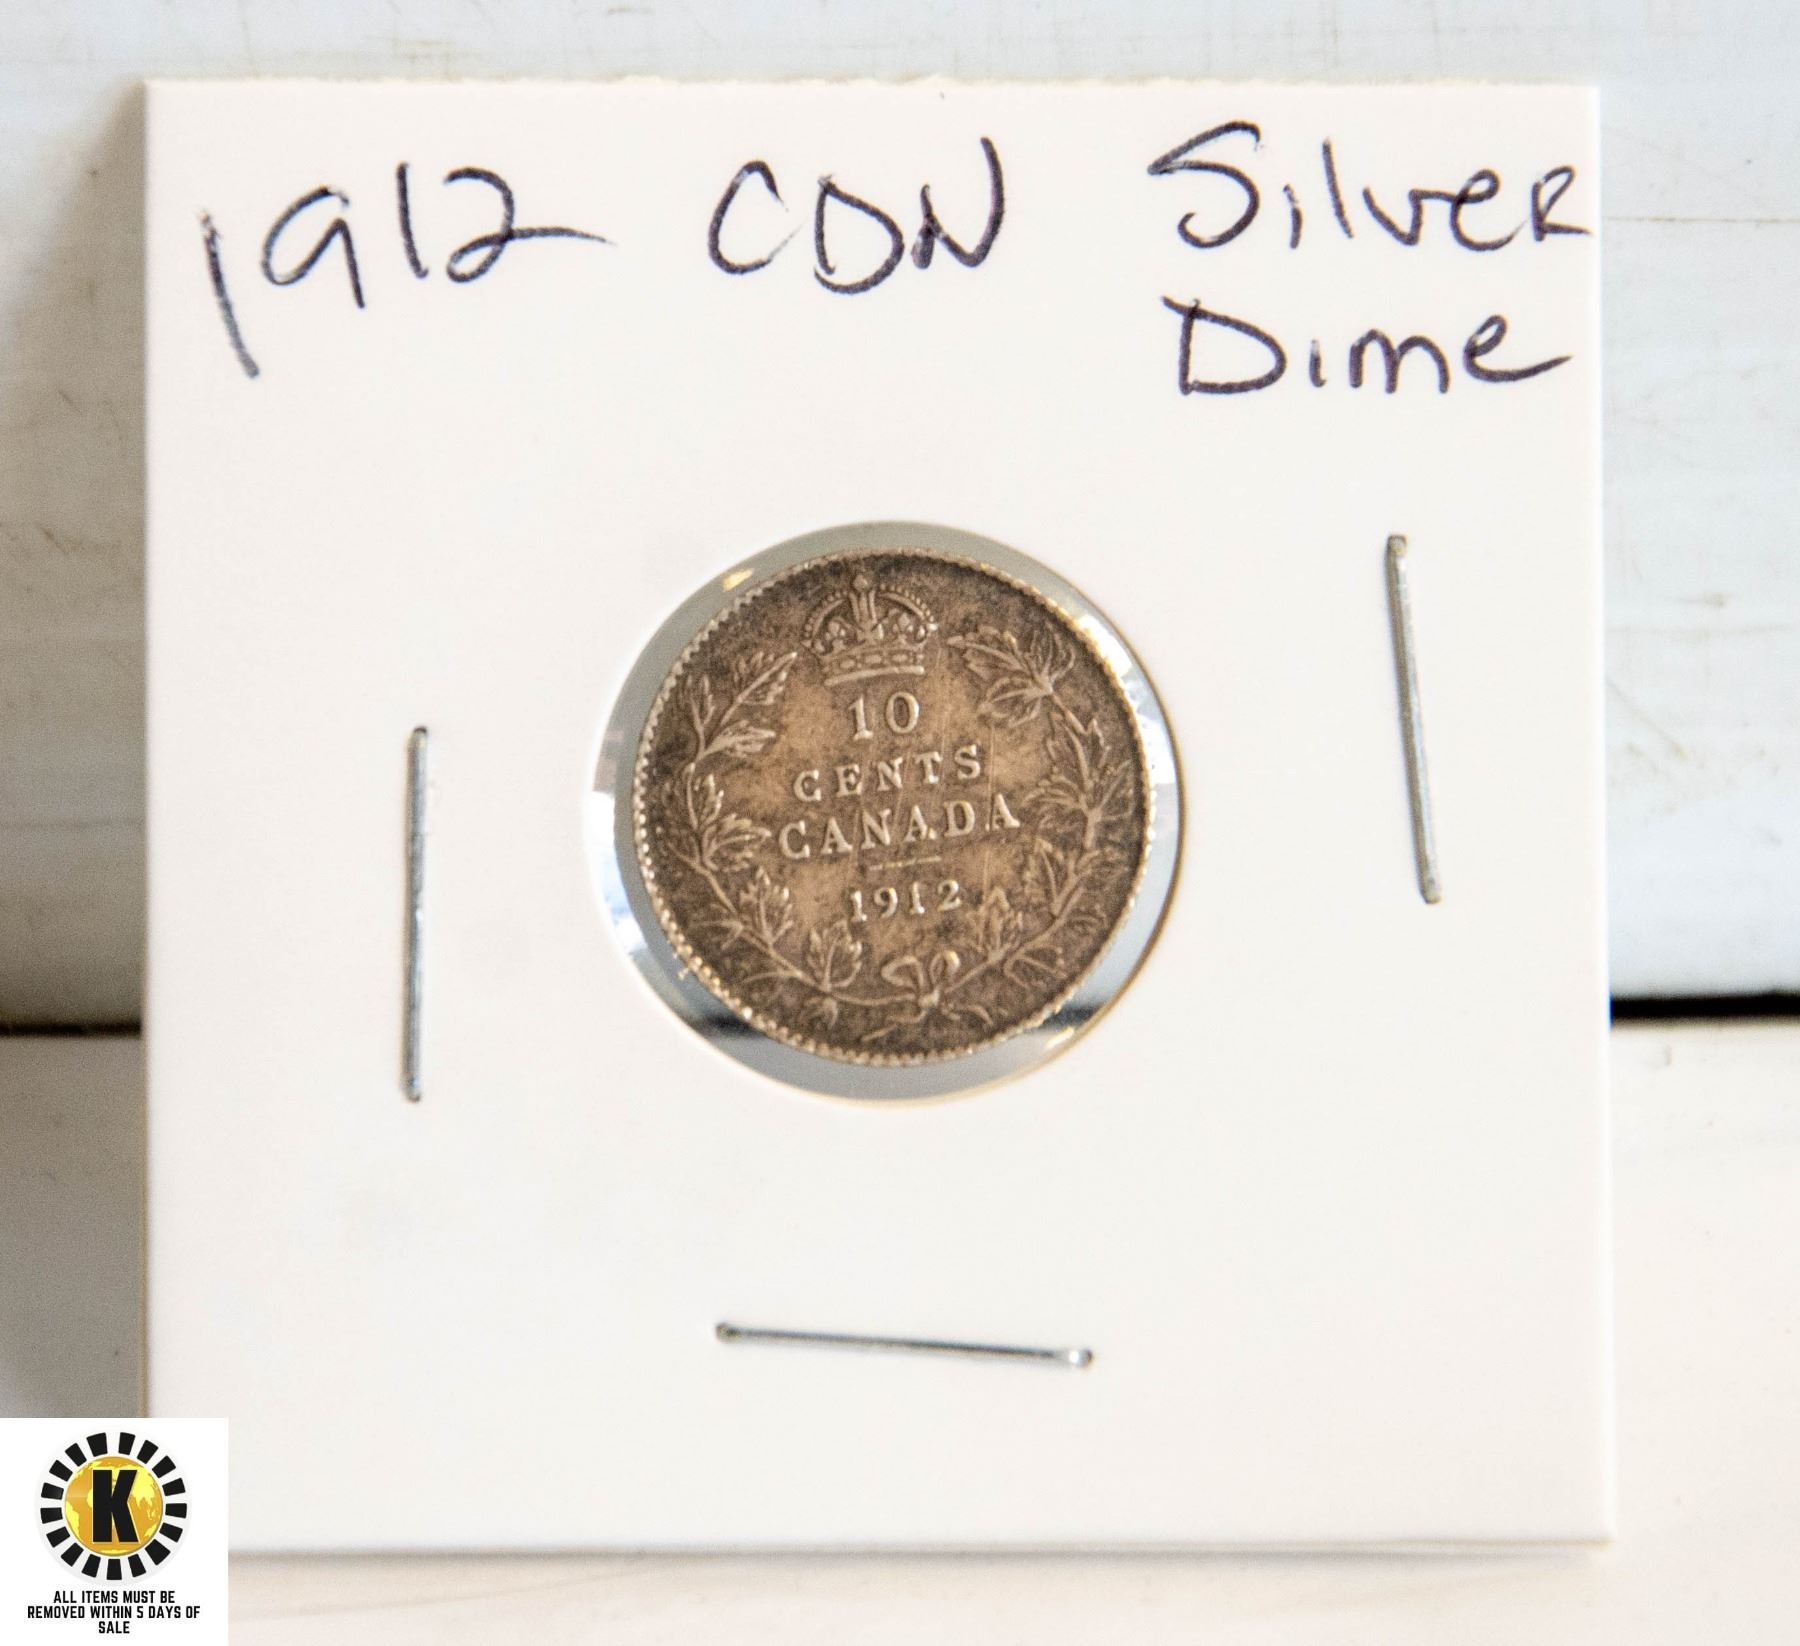 1912 CDN Silver
Dime
10
CENTS
CANADA
1912
K
ALL ITEMS MUST BE
REMOVED WITHIN 5 DAYS OF
SALE